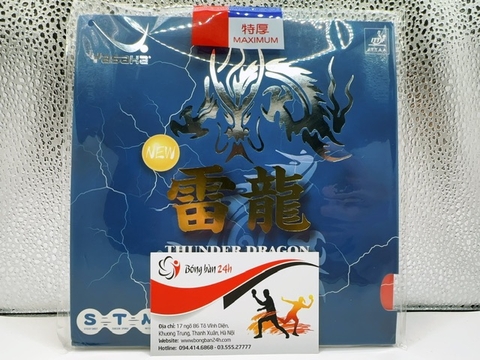 特厚
MAXIMUM
Yasaka
NEW
雷龍
THUNDER DRAGON
S T M
Bóng bàn 24h
Địa chỉ: 17 ngõ 86 Tô Vĩnh Diện,
Khương Trung, Thanh Xuân, Hà Nội
Website: www.bongban24h.com
Hotline: 094.414.6868 - 03.555.27777